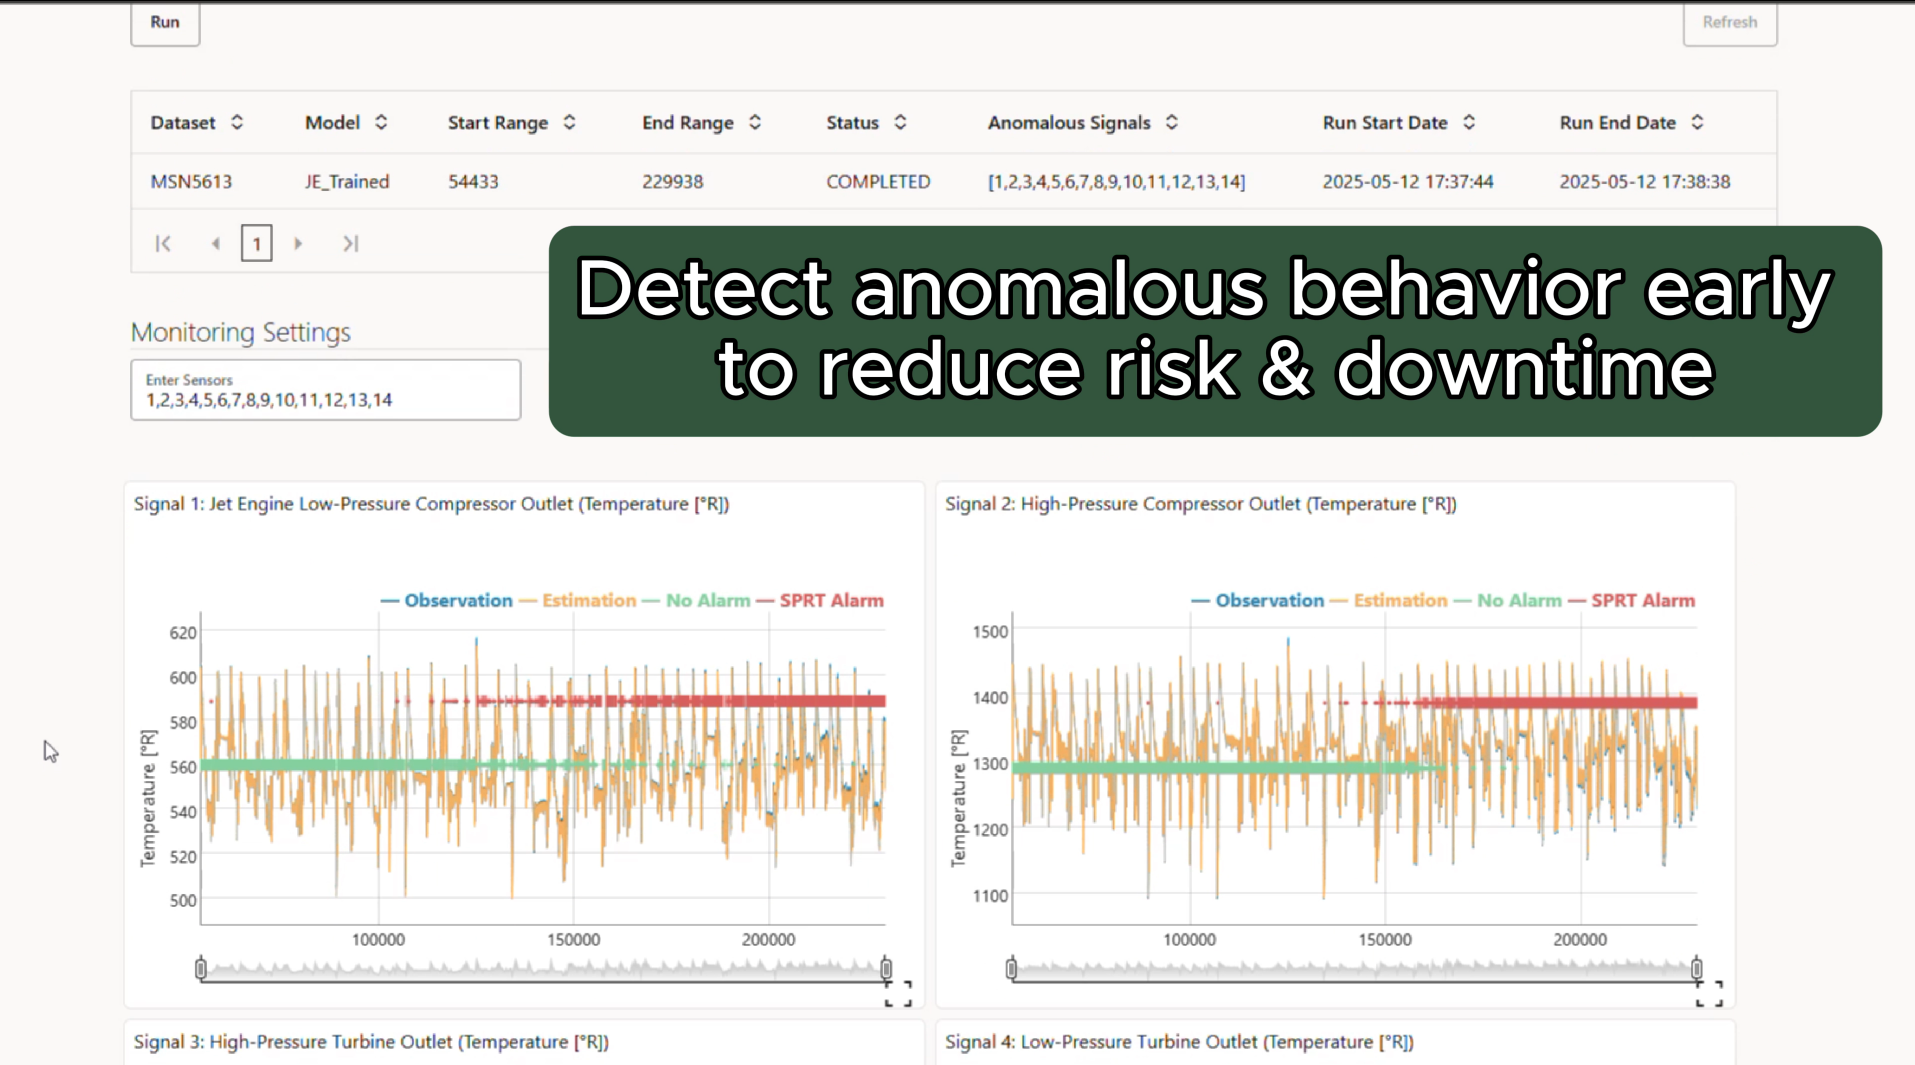 Run
Refresh
Dataset Model Start Range End Range Status Anomalous Signals Run Start Date Run End Date
MSN5613 JE_Trained 54433 229938 COMPLETED [1,2,3,4,5,6,7,8,9,10,11,12,13,14] 2025-05-12 17:37:44 2025-05-12 17:38:38
1
Detect anomalous behavior early
to reduce risk & downtime
Monitoring Settings
Enter Sensors
1,2,3,4,5,6,7,8,9,10,11,12,13,14
Signal 1: Jet Engine Low-Pressure Compressor Outlet (Temperature [°R])
Observation Estimation No Alarm SPRT Alarm
Temperature [°R]
620
600
580
560
540
520
500
100000 150000 200000
Signal 2: High-Pressure Compressor Outlet (Temperature [°R])
Observation Estimation No Alarm SPRT Alarm
Temperature [°R]
1500
1400
1300
1200
1100
100000 150000 200000
Signal 3: High-Pressure Turbine Outlet (Temperature [°R])
Signal 4: Low-Pressure Turbine Outlet (Temperature [°R])